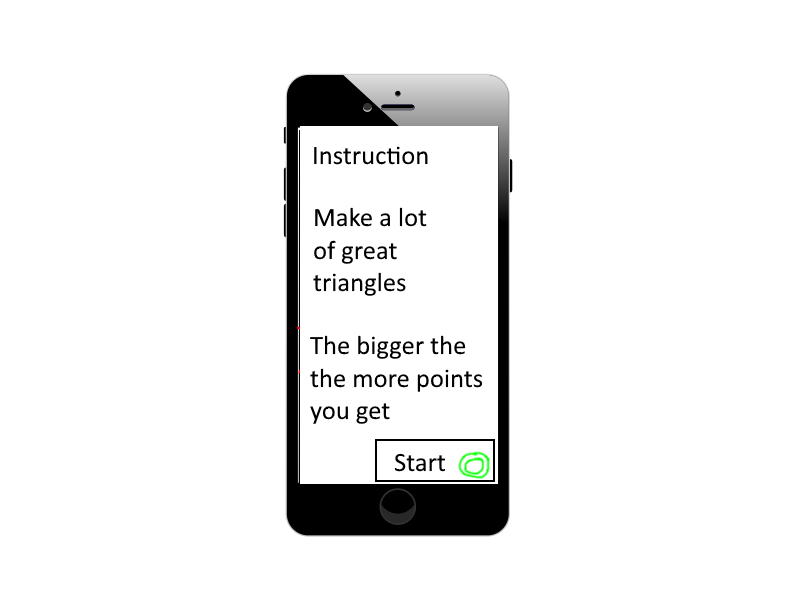 Instruction
Make a lot
of great
triangles
The bigger the
the more points
you get
Start